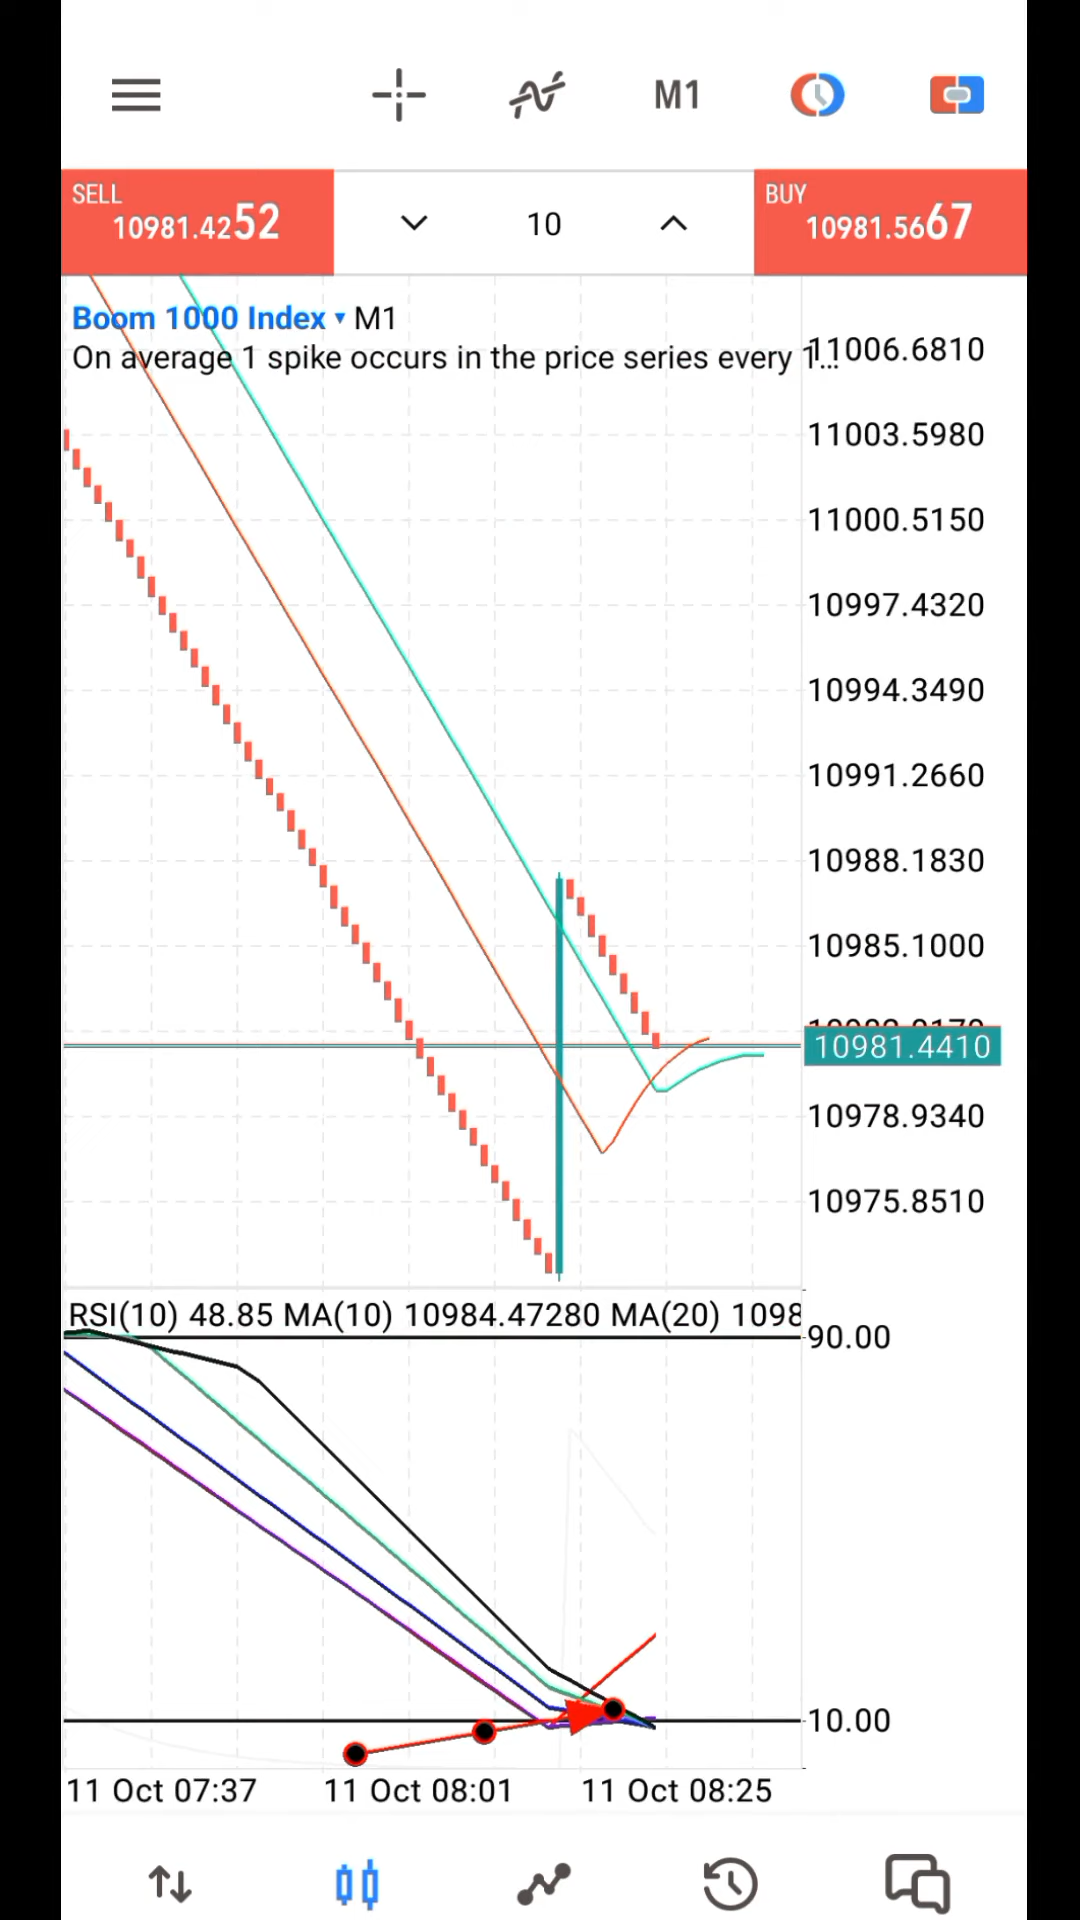 M1
SELL
10981.4252
10
BUY
10981.5667
Boom 1000 Index ▾ M1
On average 1 spike occurs in the price series every 1...
11006.6810
11003.5980
11000.5150
10997.4320
10994.3490
10991.2660
10988.1830
10985.1000
10981.4410
10978.9340
10975.8510
RSI(10) 48.85 MA(10) 10984.47280 MA(20) 1098
90.00
10.00
11 Oct 07:37
11 Oct 08:01
11 Oct 08:25